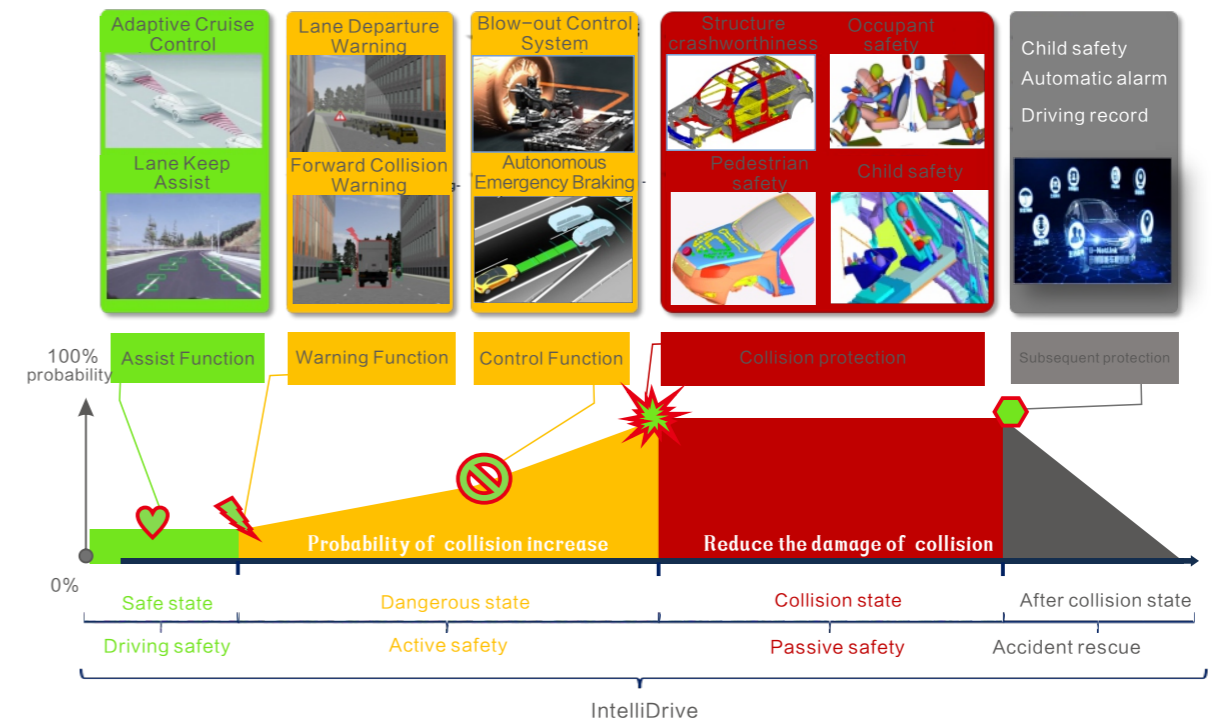 Adaptive Cruise
Control
Lane Keep
Assist
Lane Departure
Warning
Forward Collision
Warning
Blow-out Control
System
Autonomous
Emergency Braking
Structure
crashworthiness
Occupant
safety
Pedestrian
safety
Child safety
Child safety
Automatic alarm
Driving record
100%
probability
Assist Function
Warning Function
Control Function
Collision protection
Subsequent protection
Probability of collision increase
Reduce the damage of collision
0%
Safe state
Dangerous state
Collision state
After collision state
Driving safety
Active safety
Passive safety
Accident rescue
IntelliDrive